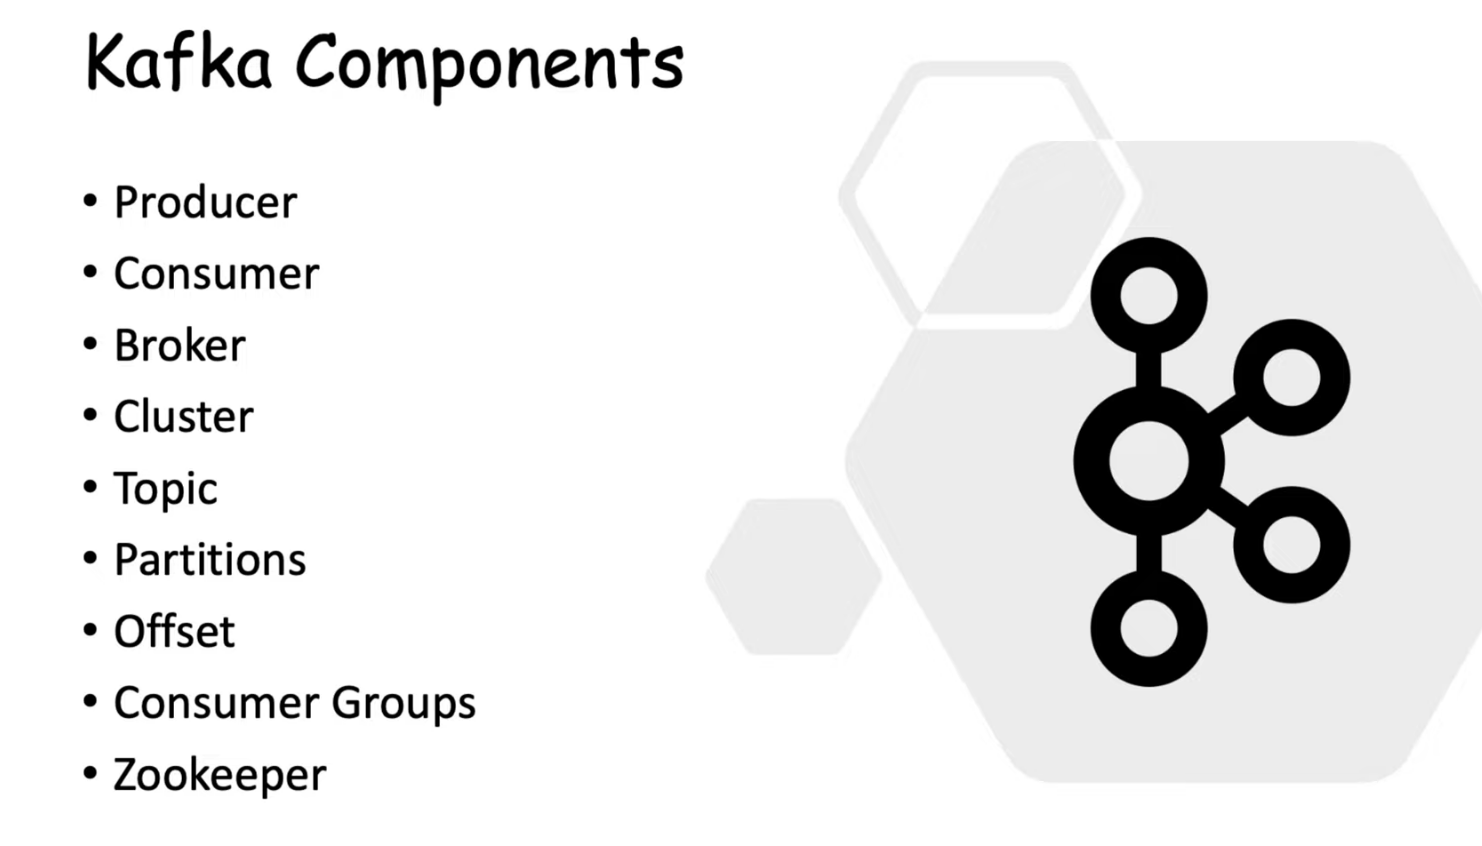 Kafka Components
• Producer
• Consumer
• Broker
• Cluster
• Topic
• Partitions
• Offset
• Consumer Groups
• Zookeeper